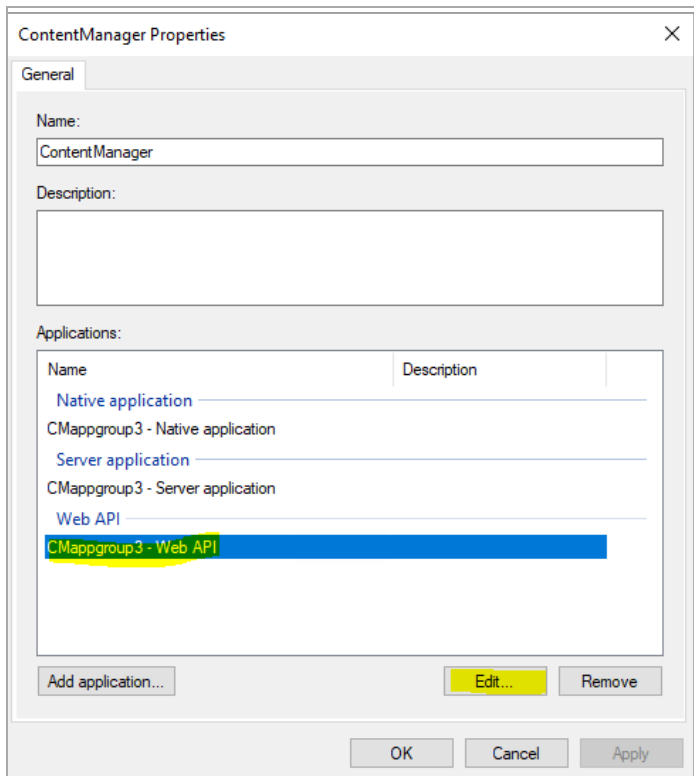 ContentManager Properties
General
Name:
ContentManager
Description:
Applications:
Name Description
Native application
CMappgroup3 - Native application
Server application
CMappgroup3 - Server application
Web API
CMappgroup3 - Web API
Add application... Edit... Remove
OK Cancel Apply